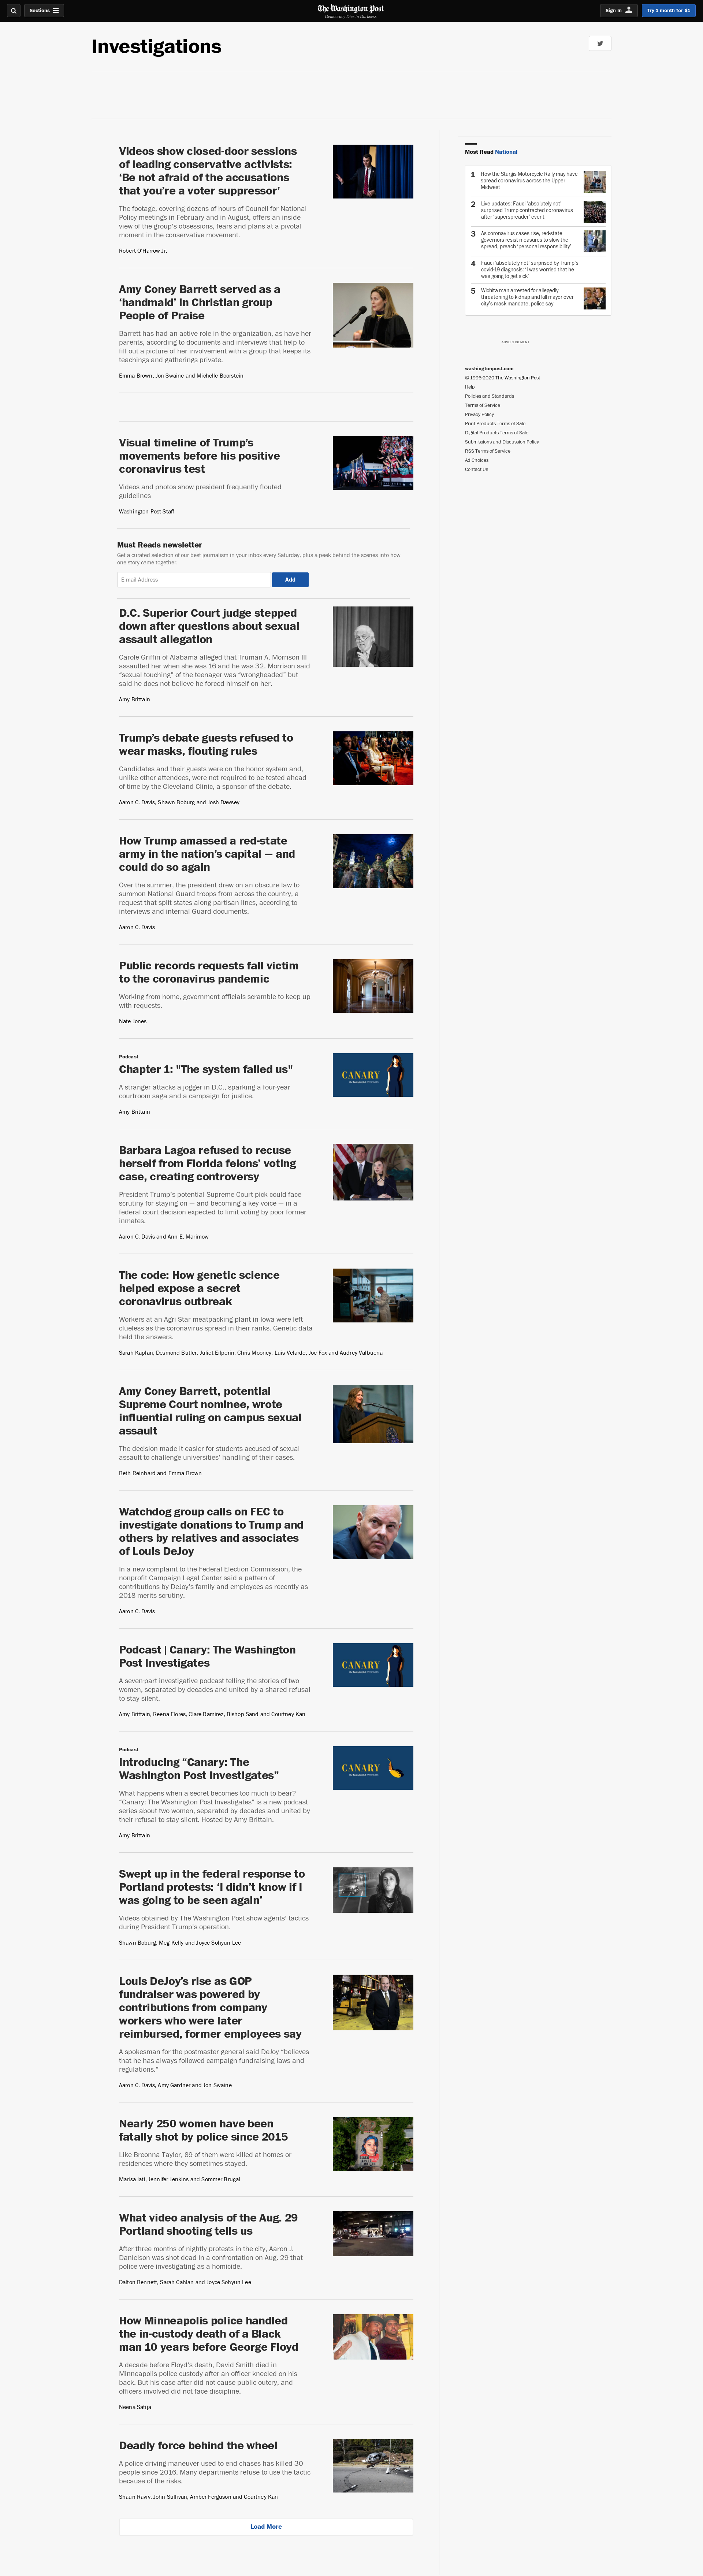 Sections
The Washington Post
Democracy Dies in Darkness
Sign in
Try 1 month for $1
Investigations
Videos show closed-door sessions
of leading conservative activists:
‘Be not afraid of the accusations
that you’re a voter suppressor’
The footage, covering dozens of hours of Council for National
Policy meetings in February and in August, offers an inside
view of the group’s obsessions, fears and plans at a pivotal
moment in the conservative movement.
Robert O'Harrow Jr.
Amy Coney Barrett served as a
‘handmaid’ in Christian group
People of Praise
Barrett has had an active role in the organization, as have her
parents, according to documents and interviews that help to
fill out a picture of her involvement with a group that keeps its
teachings and gatherings private.
Emma Brown, Jon Swaine and Michelle Boorstein
Visual timeline of Trump’s
movements before his positive
coronavirus test
Videos and photos show president frequently flouted
guidelines
Washington Post Staff
Must Reads newsletter
Get a curated selection of our best journalism in your inbox every Saturday, plus a peek behind the scenes into how
one story came together.
E-mail Address
Add
D.C. Superior Court judge stepped
down after questions about sexual
assault allegation
Carole Griffin of Alabama alleged that Truman A. Morrison III
assaulted her when she was 16 and he was 32. Morrison said
“sexual touching” of the teenager was “wrongheaded” but
said he does not believe he forced himself on her.
Amy Brittain
Trump’s debate guests refused to
wear masks, flouting rules
Candidates and their guests were on the honor system and,
unlike other attendees, were not required to be tested ahead
of time by the Cleveland Clinic, a sponsor of the debate.
Aaron C. Davis, Shawn Boburg and Josh Dawsey
How Trump amassed a red-state
army in the nation’s capital — and
could do so again
Over the summer, the president drew on an obscure law to
summon National Guard troops from across the country, a
request that split states along partisan lines, according to
interviews and internal Guard documents.
Aaron C. Davis
Public records requests fall victim
to the coronavirus pandemic
Working from home, government officials scramble to keep up
with requests.
Nate Jones
Podcast
Chapter 1: "The system failed us"
A stranger attacks a jogger in D.C., sparking a four-year
courtroom saga and a campaign for justice.
Amy Brittain
CANARY
Barbara Lagoa refused to recuse
herself from Florida felons’ voting
case, creating controversy
President Trump’s potential Supreme Court pick could face
scrutiny for staying on — and becoming a key voice — in a
federal court decision expected to limit voting by poor former
inmates.
Aaron C. Davis and Ann E. Marimow
The code: How genetic science
helped expose a secret
coronavirus outbreak
Workers at an Agri Star meatpacking plant in Iowa were left
clueless as the coronavirus spread in their ranks. Genetic data
held the answers.
Sarah Kaplan, Desmond Butler, Juliet Eilperin, Chris Mooney, Luis Velarde, Joe Fox and Audrey Valbuena
Amy Coney Barrett, potential
Supreme Court nominee, wrote
influential ruling on campus sexual
assault
The decision made it easier for students accused of sexual
assault to challenge universities’ handling of their cases.
Beth Reinhard and Emma Brown
Watchdog group calls on FEC to
investigate donations to Trump and
others by relatives and associates
of Louis DeJoy
In a new complaint to the Federal Election Commission, the
nonprofit Campaign Legal Center said a pattern of
contributions by DeJoy’s family and employees as recently as
2018 merits scrutiny.
Aaron C. Davis
Podcast | Canary: The Washington
Post Investigates
A seven-part investigative podcast telling the stories of two
women, separated by decades and united by a shared refusal
to stay silent.
Amy Brittain, Reena Flores, Clare Ramirez, Bishop Sand and Courtney Kan
CANARY
Podcast
Introducing “Canary: The
Washington Post Investigates”
What happens when a secret becomes too much to bear?
“Canary: The Washington Post Investigates” is a new podcast
series about two women, separated by decades and united by
their refusal to stay silent. Hosted by Amy Brittain.
Amy Brittain
CANARY
Swept up in the federal response to
Portland protests: ‘I didn’t know if I
was going to be seen again’
Videos obtained by The Washington Post show agents’ tactics
during President Trump’s operation.
Shawn Boburg, Meg Kelly and Joyce Sohyun Lee
Louis DeJoy’s rise as GOP
fundraiser was powered by
contributions from company
workers who were later
reimbursed, former employees say
A spokesman for the postmaster general said DeJoy “believes
that he has always followed campaign fundraising laws and
regulations.”
Aaron C. Davis, Amy Gardner and Jon Swaine
Nearly 250 women have been
fatally shot by police since 2015
Like Breonna Taylor, 89 of them were killed at homes or
residences where they sometimes stayed.
Marisa Iati, Jennifer Jenkins and Sommer Brugal
What video analysis of the Aug. 29
Portland shooting tells us
After three months of nightly protests in the city, Aaron J.
Danielson was shot dead in a confrontation on Aug. 29 that
police were investigating as a homicide.
Dalton Bennett, Sarah Cahlan and Joyce Sohyun Lee
How Minneapolis police handled
the in-custody death of a Black
man 10 years before George Floyd
A decade before Floyd’s death, David Smith died in
Minneapolis police custody after an officer kneeled on his
back. But his case after did not cause public outcry, and
officers involved did not face discipline.
Neena Satija
Deadly force behind the wheel
A police driving maneuver used to end chases has killed 30
people since 2016. Many departments refuse to use the tactic
because of the risks.
Shaun Raviv, John Sullivan, Amber Ferguson and Courtney Kan
Load More
Most Read National
1 How the Sturgis Motorcycle Rally may have
spread coronavirus across the Upper
Midwest
2 Live updates: Fauci ‘absolutely not’
surprised Trump contracted coronavirus
after ‘superspreader’ event
3 As coronavirus cases rise, red-state
governors resist measures to slow the
spread, preach ‘personal responsibility’
4 Fauci ‘absolutely not’ surprised by Trump’s
covid-19 diagnosis: ‘I was worried that he
was going to get sick’
5 Wichita man arrested for allegedly
threatening to kidnap and kill mayor over
city’s mask mandate, police say
ADVERTISEMENT
washingtonpost.com
© 1996-2020 The Washington Post
Help
Policies and Standards
Terms of Service
Privacy Policy
Print Products Terms of Sale
Digital Products Terms of Sale
Submissions and Discussion Policy
RSS Terms of Service
Ad Choices
Contact Us